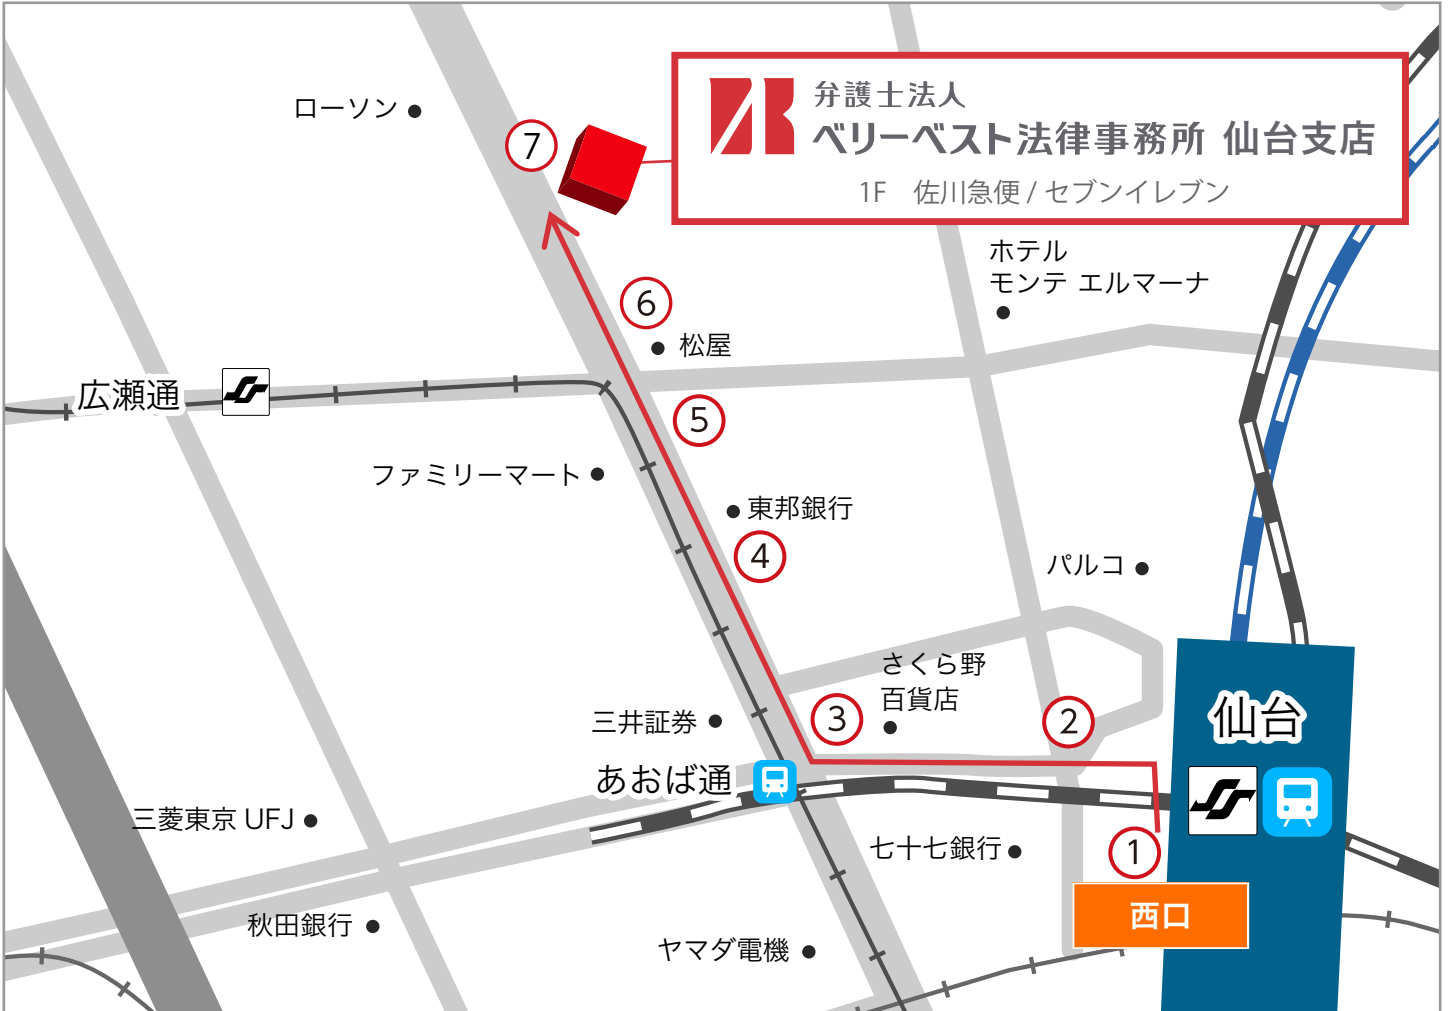 弁護士法人
ベリーベスト法律事務所 仙台支店
1F 佐川急便 / セブンイレブン
ローソン
7
ホテル
モンテ エルマーナ
6
松屋
広瀬通
5
ファミリーマート
東邦銀行
4
パルコ
さくら野
百貨店
三井証券
3
2
仙台
あおば通
三菱東京 UFJ
七十七銀行
1
西口
秋田銀行
ヤマダ電機